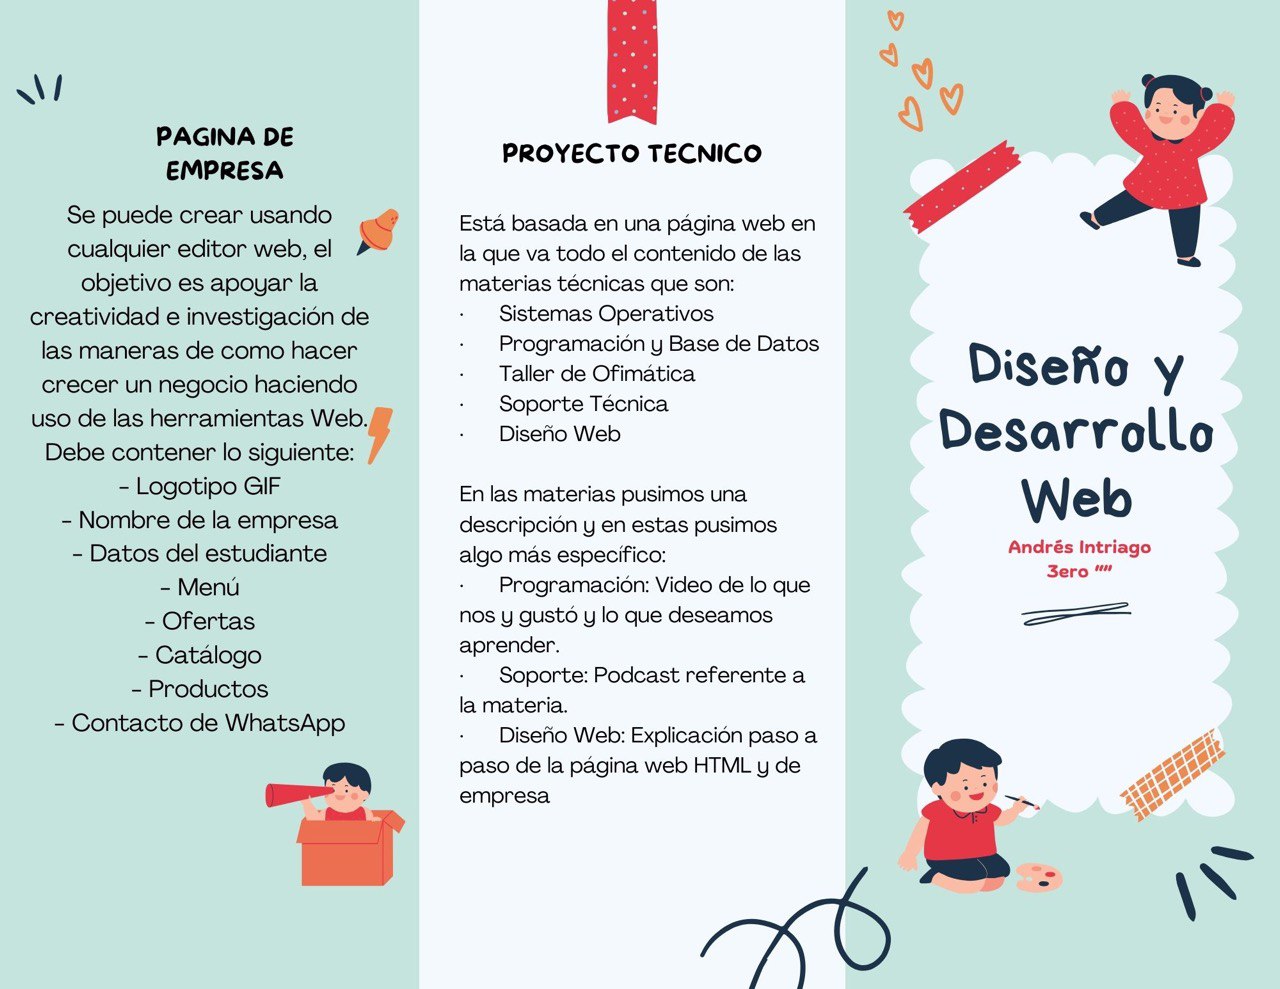 PAGINA DE
EMPRESA
Se puede crear usando
cualquier editor web, el
objetivo es apoyar la
creatividad e investigación de
las maneras de como hacer
crecer un negocio haciendo
uso de las herramientas Web.
Debe contener lo siguiente:
- Logotipo GIF
- Nombre de la empresa
- Datos del estudiante
- Menú
- Ofertas
- Catálogo
- Productos
- Contacto de WhatsApp
PROYECTO TECNICO
Está basada en una página web en
la que va todo el contenido de las
materias técnicas que son:
· Sistemas Operativos
· Programación y Base de Datos
· Taller de Ofimática
· Soporte Técnica
· Diseño Web
En las materias pusimos una
descripción y en estas pusimos
algo más específico:
· Programación: Video de lo que
nos y gustó y lo que deseamos
aprender.
· Soporte: Podcast referente a
la materia.
· Diseño Web: Explicación paso a
paso de la página web HTML y de
empresa
Diseño y
Desarrollo
Web
Andrés Intriago
3ero “”